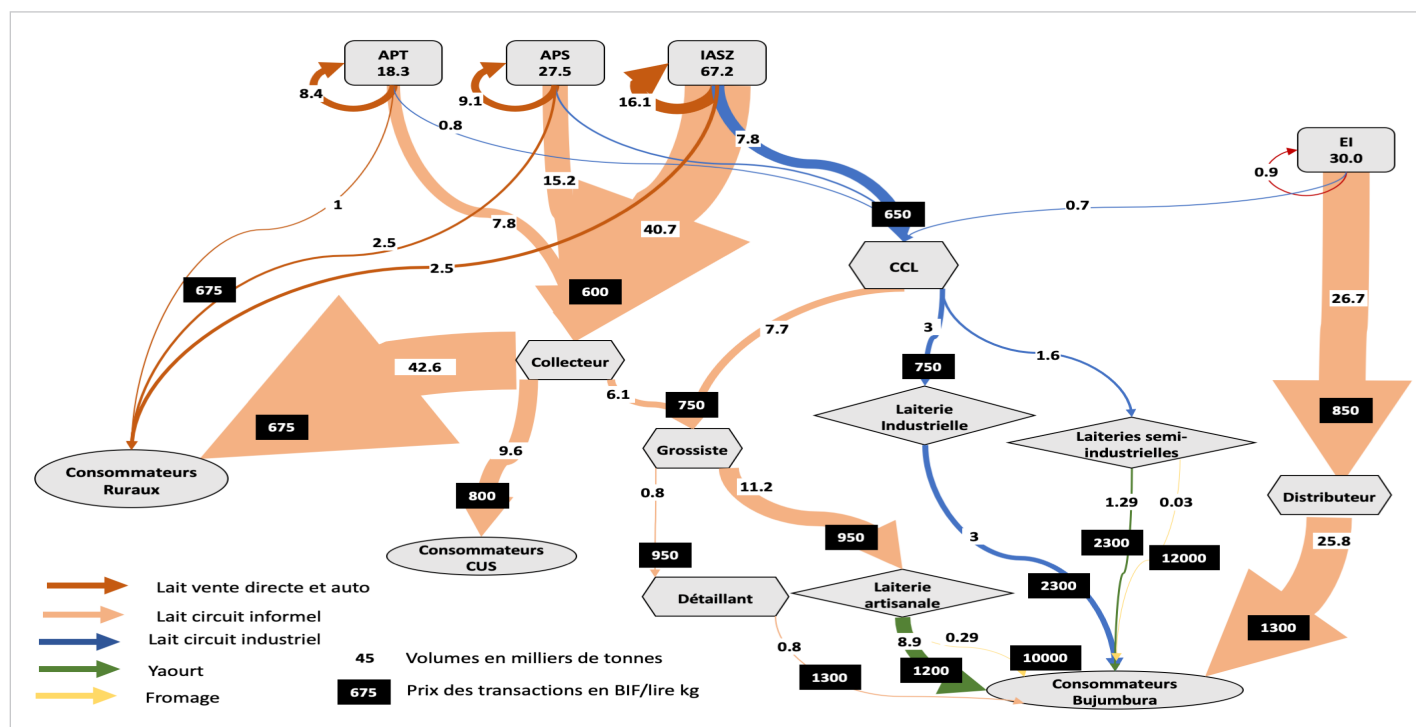 APT
18.3
APS
27.5
IASZ
67.2
EI
30.0
8.4
9.1
16.1
0.8
7.8
0.9
15.2
1
7.8
40.7
650
0.7
2.5
2.5
675
600
CCL
26.7
42.6
Collecteur
7.7
3
1.6
750
6.1
750
850
675
Laiterie
Industrielle
Laiteries semi-
industrielles
9.6
Grossiste
Consommateurs
Ruraux
800
0.8
11.2
1.29
0.03
Distributeur
950
950
3
2300
12000
25.8
Consommateurs
CUS
Détaillant
Laiterie
artisanale
2300
1300
0.8
8.9
0.29
1300
1200
10000
Consommateurs
Bujumbura
Lait vente directe et auto
Lait circuit informel
Lait circuit industriel
Yaourt
Fromage
45 Volumes en milliers de tonnes
675 Prix des transactions en BIF/lire kg